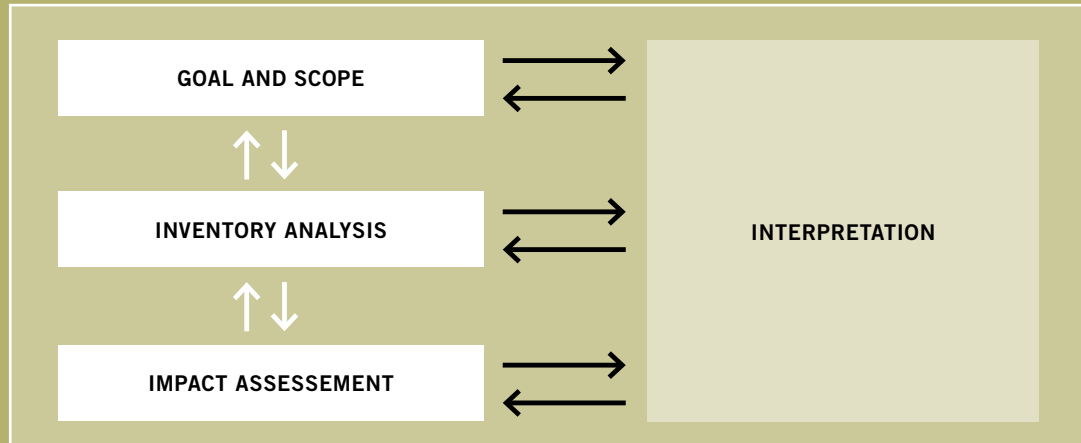 GOAL AND SCOPE
INVENTORY ANALYSIS
INTERPRETATION
IMPACT ASSESSEMENT